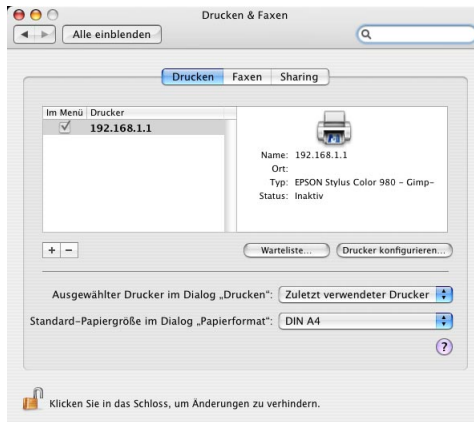 Drucken & Faxen
Alle einblenden
Drucken Faxen Sharing
Im Menü Drucker
192.168.1.1
Name: 192.168.1.1
Ort:
Typ: EPSON Stylus Color 980 – Gimp-
Status: Inaktiv
+ −
Warteliste... Drucker konfigurieren...
Ausgewählter Drucker im Dialog „Drucken“: Zuletzt verwendeter Drucker
Standard-Papiergröße im Dialog „Papierformat“: DIN A4
?
Klicken Sie in das Schloss, um Änderungen zu verhindern.